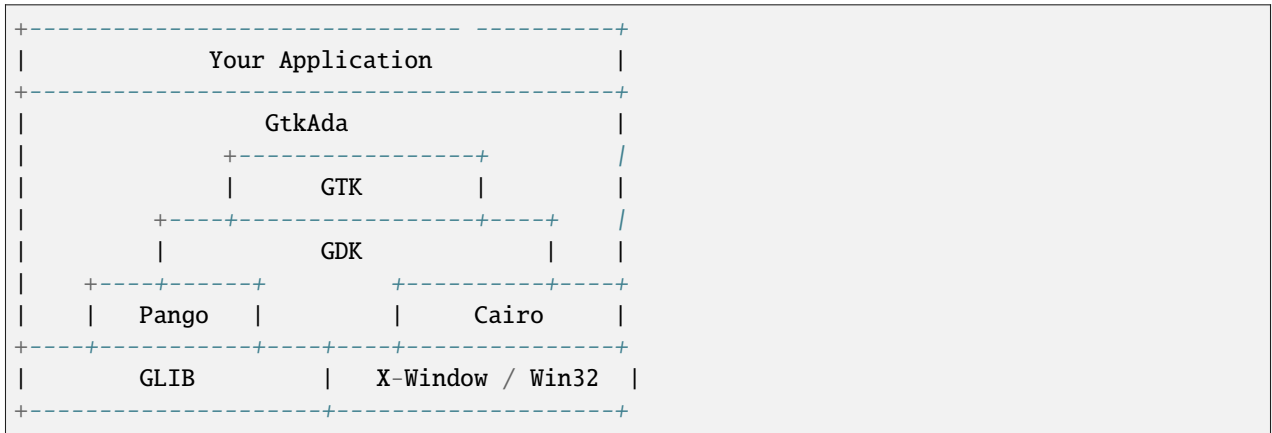 +------------------------------- ----------+
|             Your Application             |
+------------------------------------------+
|                 GtkAda                   |
|              +-----------------+         /
|              |      GTK        |         |
|         +----+-----------------+----+    /
|         |           GDK             |    |
|    +----+------+         +----------+----+
|    |   Pango   |         |     Cairo     |
+----+-----------+----+----+---------------+
|        GLIB         |   X-Window / Win32  |
+---------------------+--------------------+